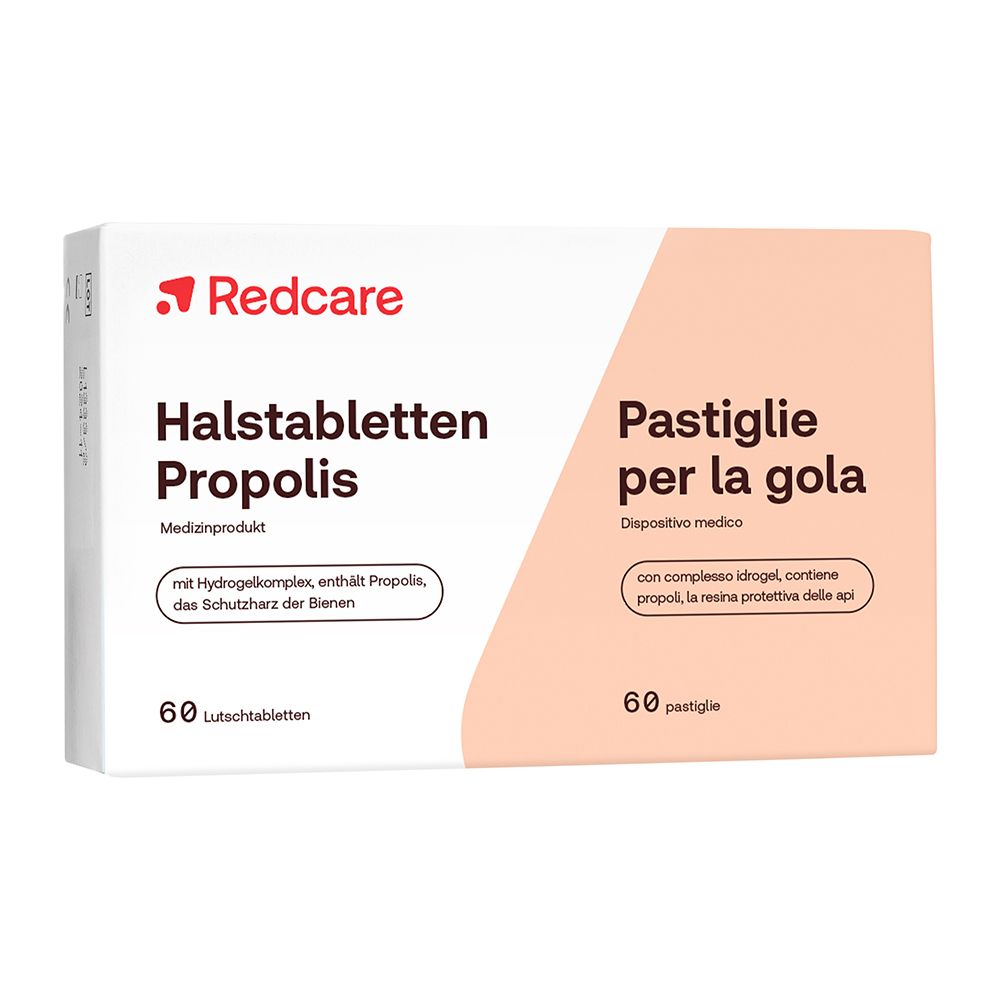 Redcare
Halstabletten
Propolis
Medizinprodukt
mit Hydrogelkomplex, enthält Propolis,
das Schutzharz der Bienen
60 Lutschtabletten
Pastiglie
per la gola
Dispositivo medico
con complesso idrogel, contiene
propoli, la resina protettiva delle api
60 pastiglie
LOT